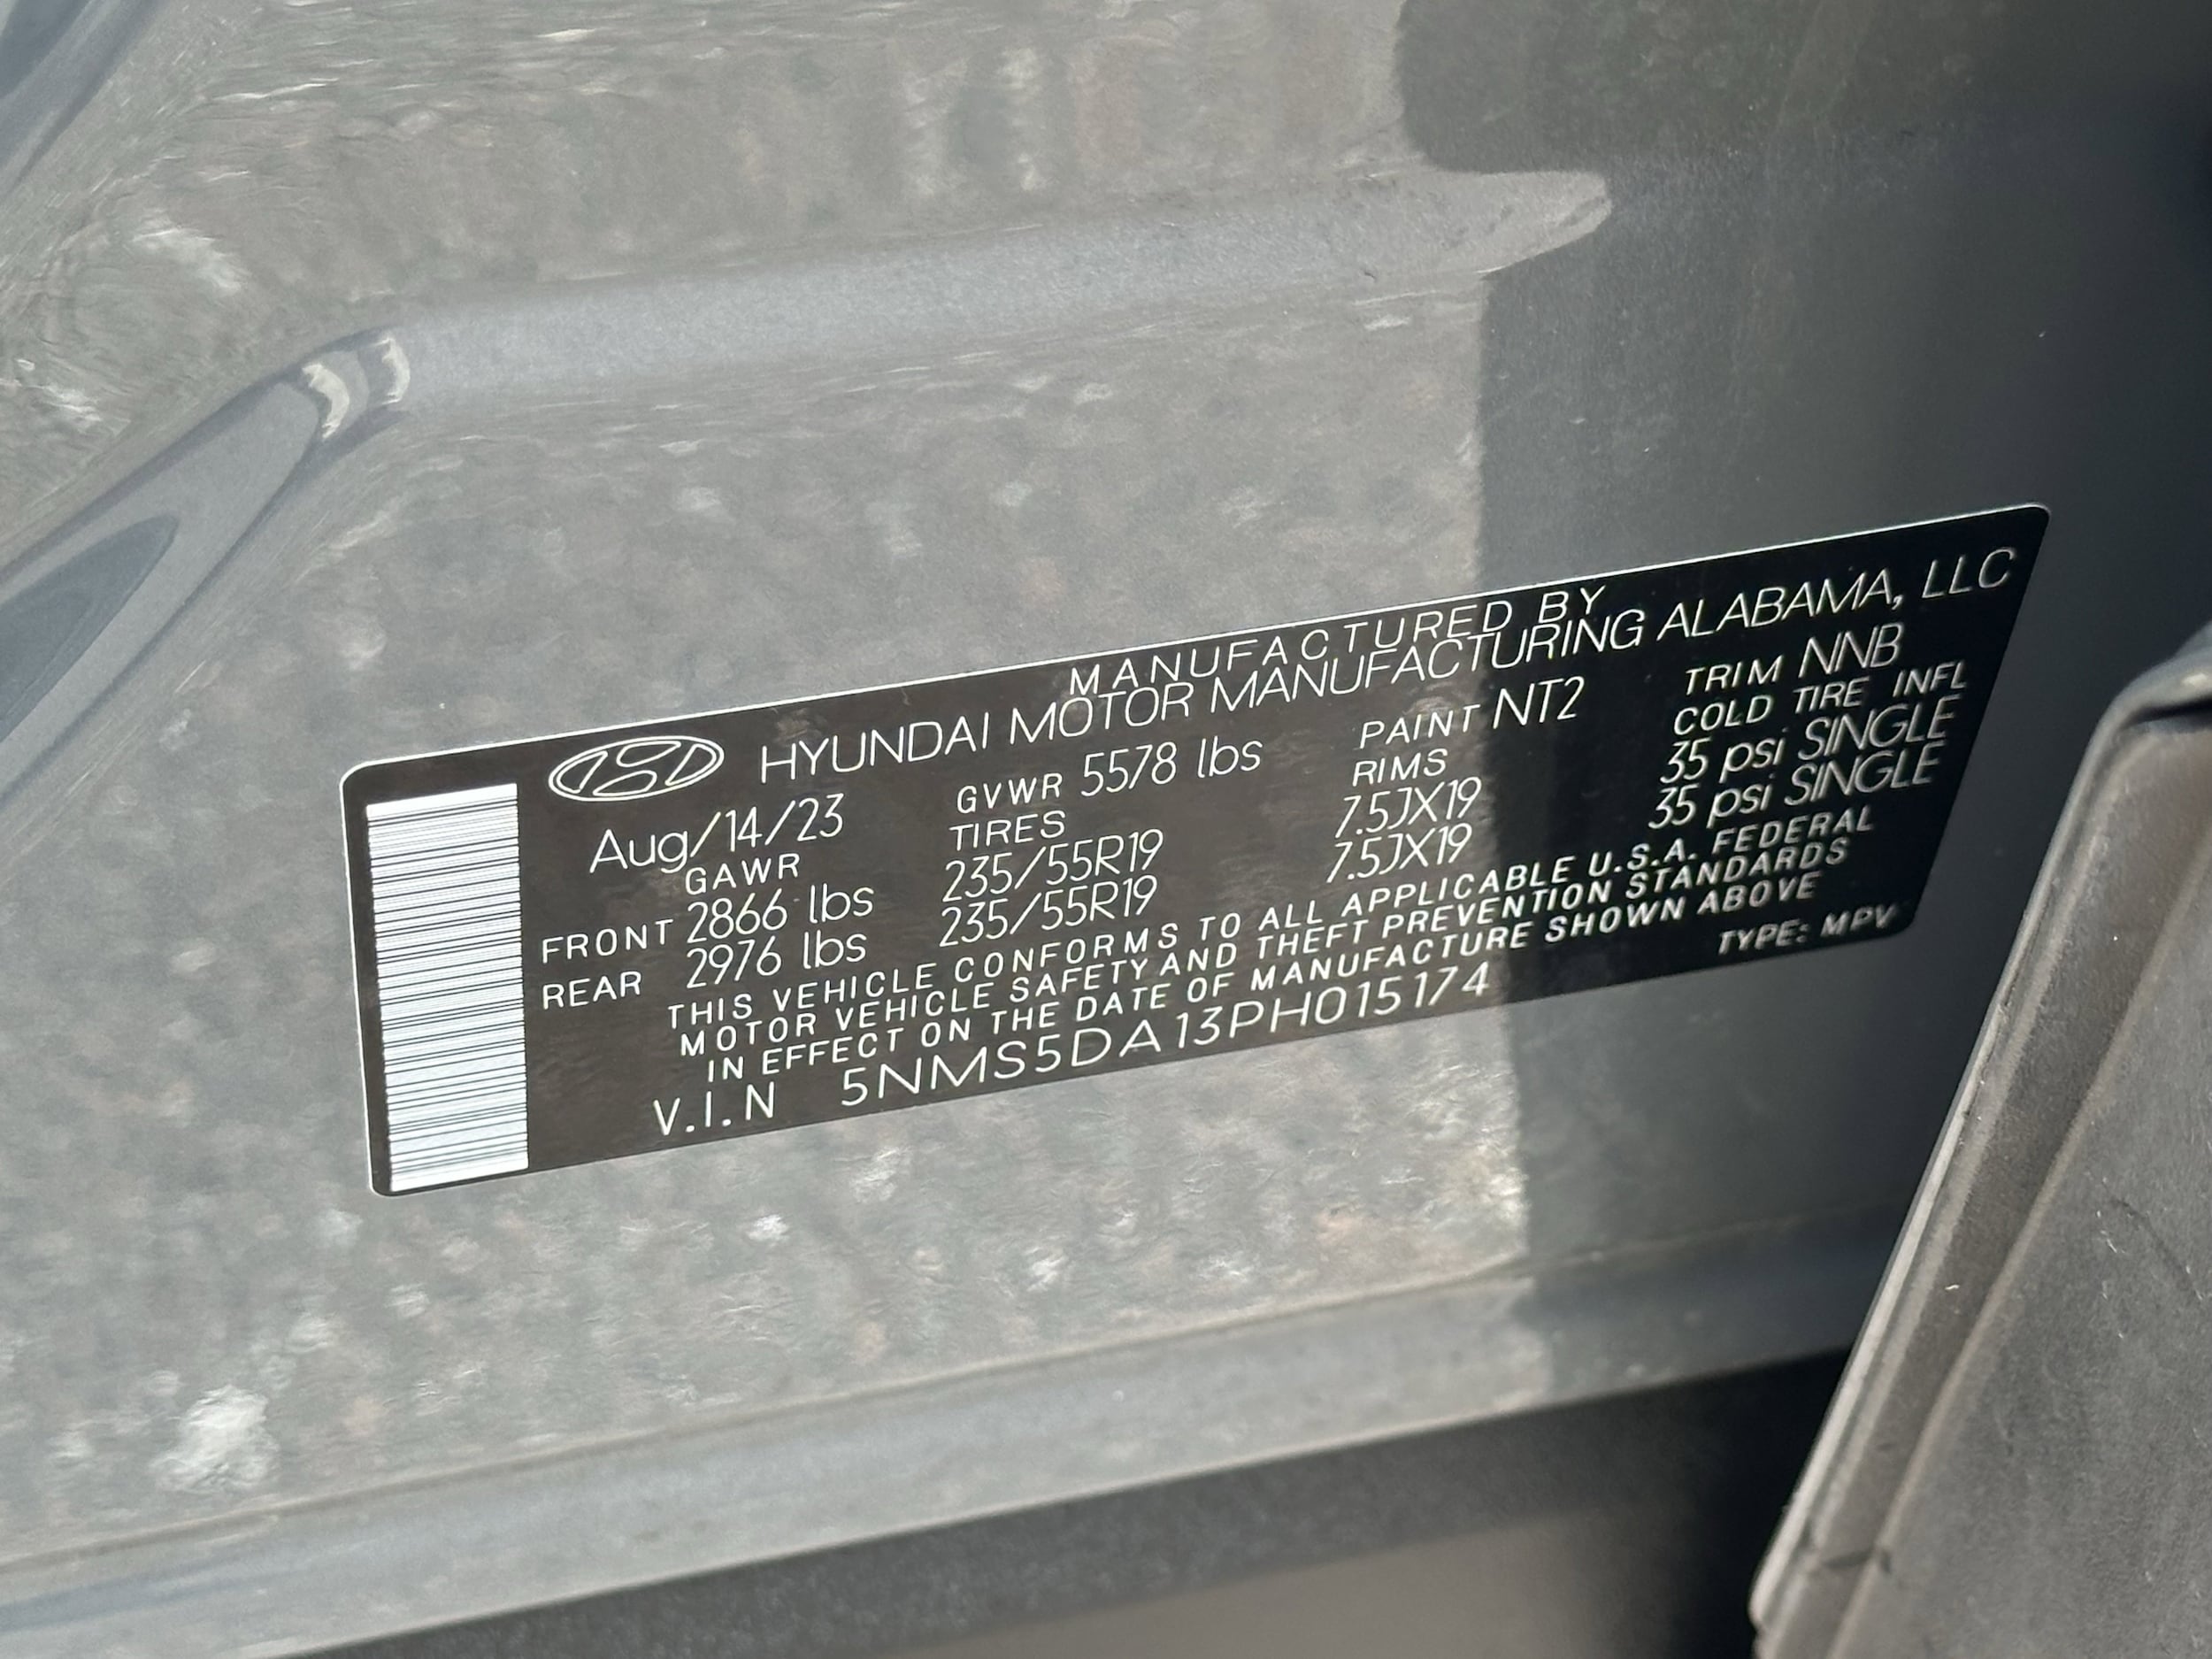 MANUFACTURED BY
HYUNDAI MOTOR MANUFACTURING ALABAMA, LLC
Aug/14/23 GVWR 5578 lbs PAINT NT2 TRIM NNB
GAWR TIRES RIMS COLD TIRE INFL
FRONT 2866 lbs 235/55R19 7.5JX19 35 psi SINGLE
REAR 2976 lbs 235/55R19 7.5JX19 35 psi SINGLE
THIS VEHICLE CONFORMS TO ALL APPLICABLE U.S.A. FEDERAL
MOTOR VEHICLE SAFETY AND THEFT PREVENTION STANDARDS
IN EFFECT ON THE DATE OF MANUFACTURE SHOWN ABOVE
V.I.N 5NMS5DA13PH015174 TYPE: MPV